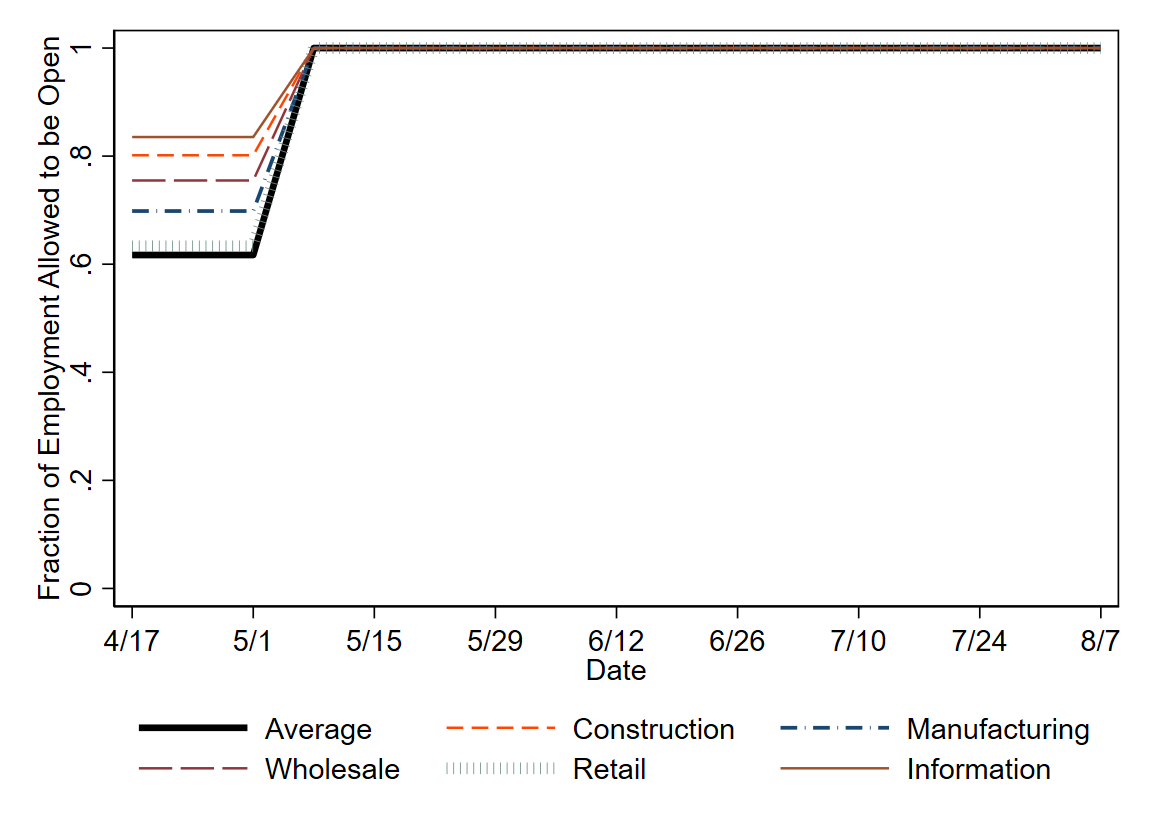 Fraction of Employment Allowed to be Open
1
.8
.6
.4
.2
0
4/17 5/1 5/15 5/29 6/12 6/26 7/10 7/24 8/7
Date
Average Construction Manufacturing
Wholesale Retail Information